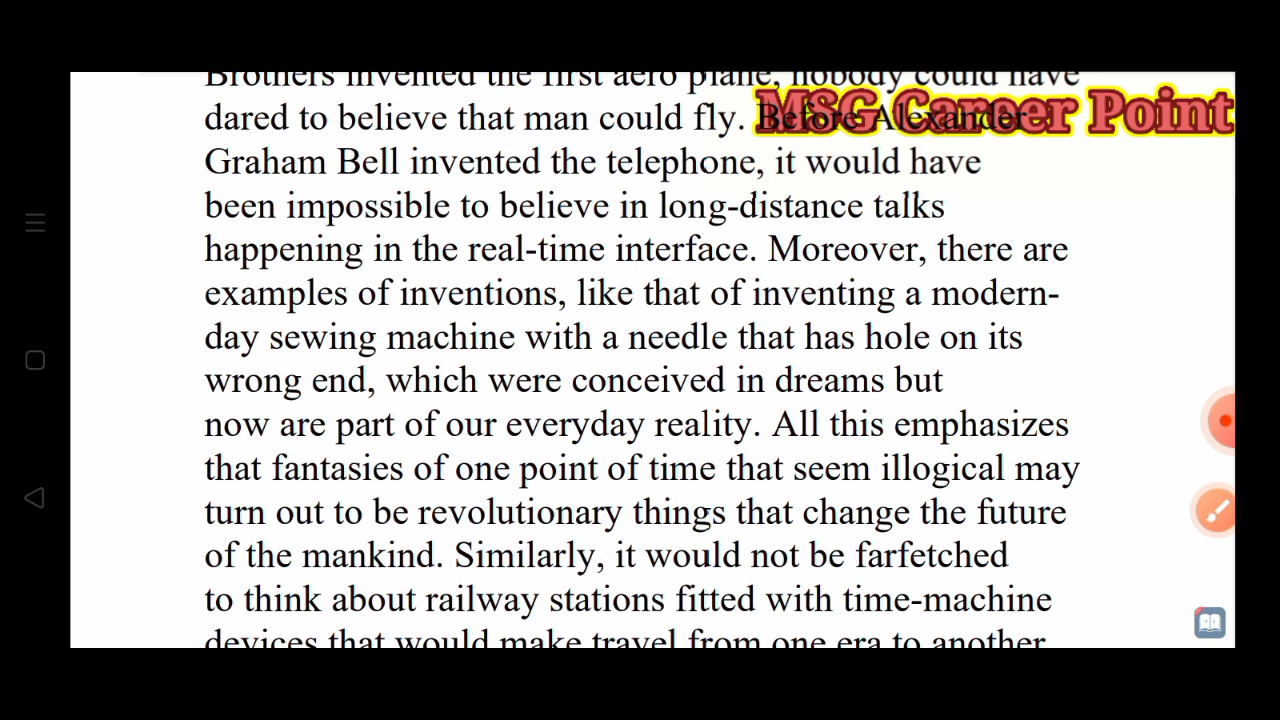 Brothers invented the first aero plane, nobody could have
MSG Career Point
dared to believe that man could fly. Before Alexander
Graham Bell invented the telephone, it would have
been impossible to believe in long-distance talks
happening in the real-time interface. Moreover, there are
examples of inventions, like that of inventing a modern-
day sewing machine with a needle that has hole on its
wrong end, which were conceived in dreams but
now are part of our everyday reality. All this emphasizes
that fantasies of one point of time that seem illogical may
turn out to be revolutionary things that change the future
of the mankind. Similarly, it would not be farfetched
to think about railway stations fitted with time-machine
devices that would make travel from one era to another